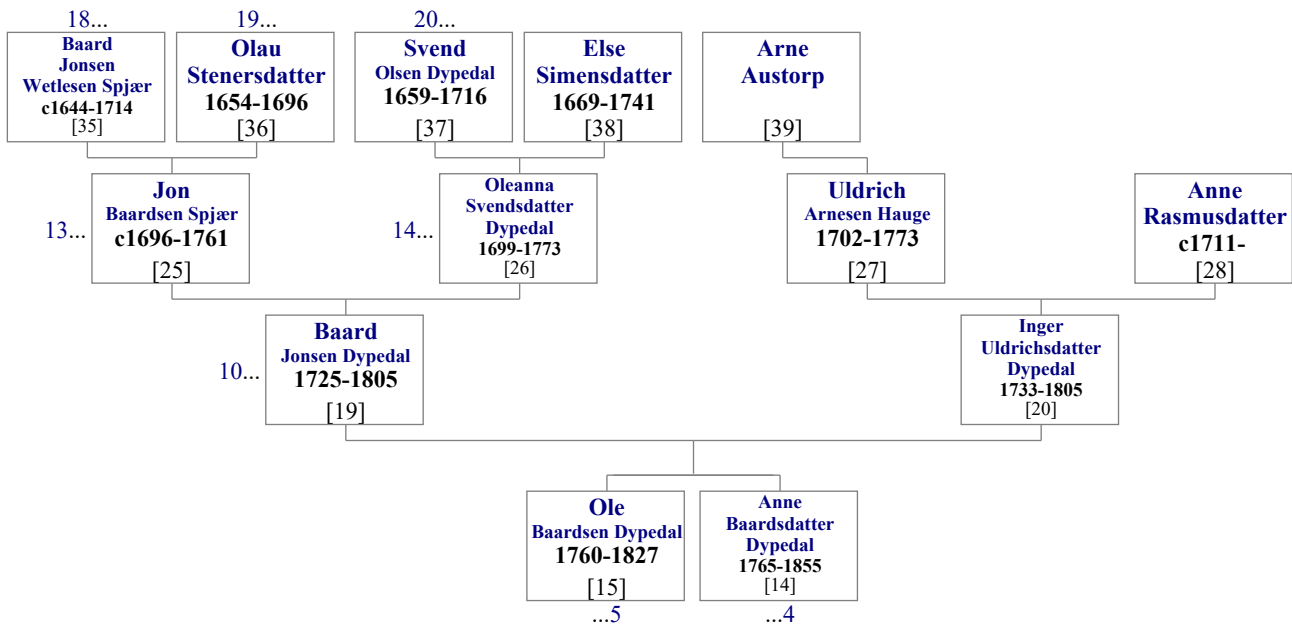 18...
19...
20...
Baard
Jonsen
Wetlesen Spjær
c1644-1714
[35]
Olau
Stenersdatter
1654-1696
[36]
Svend
Olsen Dypedal
1659-1716
[37]
Else
Simensdatter
1669-1741
[38]
Arne
Austorp
[39]
13...
Jon
Baardsen Spjær
c1696-1761
[25]
14...
Oleanna
Svendsdatter
Dypedal
1699-1773
[26]
Uldrich
Arnesen Hauge
1702-1773
[27]
Anne
Rasmusdatter
c1711-
[28]
10...
Baard
Jonsen Dypedal
1725-1805
[19]
Inger
Uldrichsdatter
Dypedal
1733-1805
[20]
Ole
Baardsen Dypedal
1760-1827
[15]
...5
Anne
Baardsdatter
Dypedal
1765-1855
[14]
...4